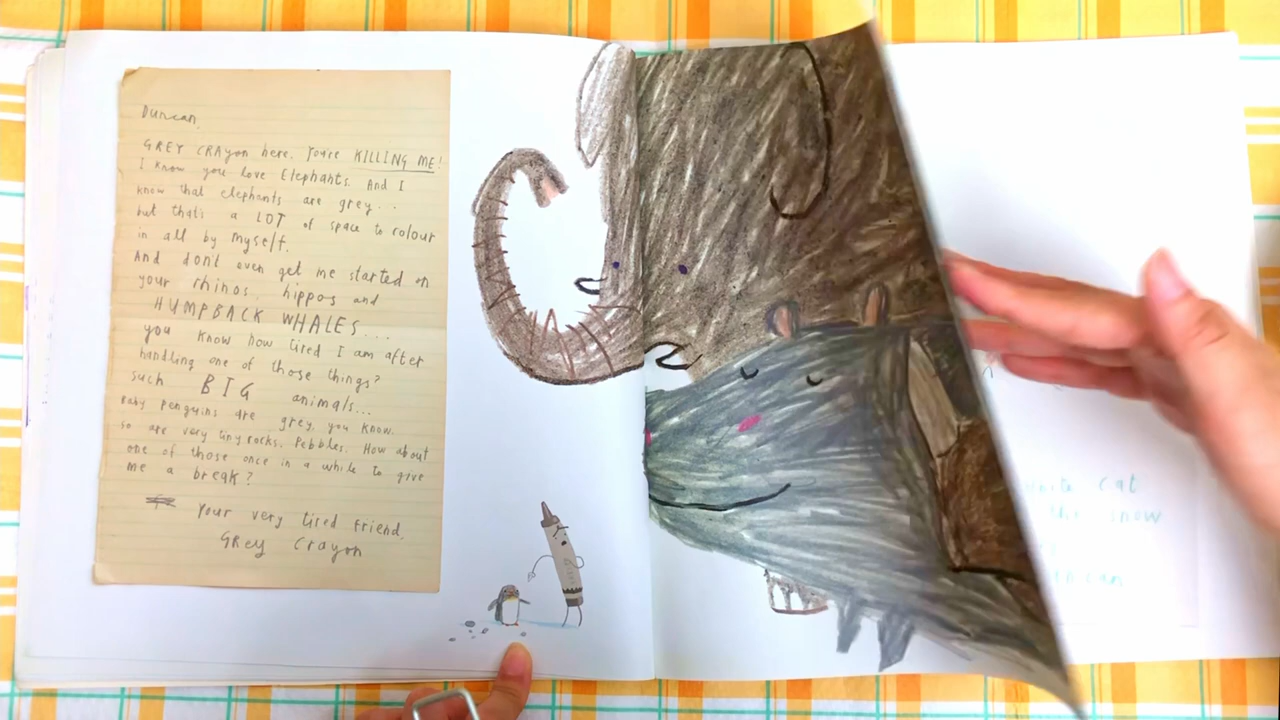 Duncan,
GREY CRAYON here. You're KILLING ME!
I know you love Elephants. And I
know that elephants are grey...
but that's a LOT of space to colour
in all by myself.
And don't even get me started on
your rhinos, hippos and
HUMPBACK WHALES....
you know how tired I am after
handling one of those things?
such BIG animals...
Baby penguins are grey, you know.
so are very tiny rocks. Pebbles. How about
one of those once in a while to give
me a break?
Your very tired friend,
Grey Crayon
white cat
snow